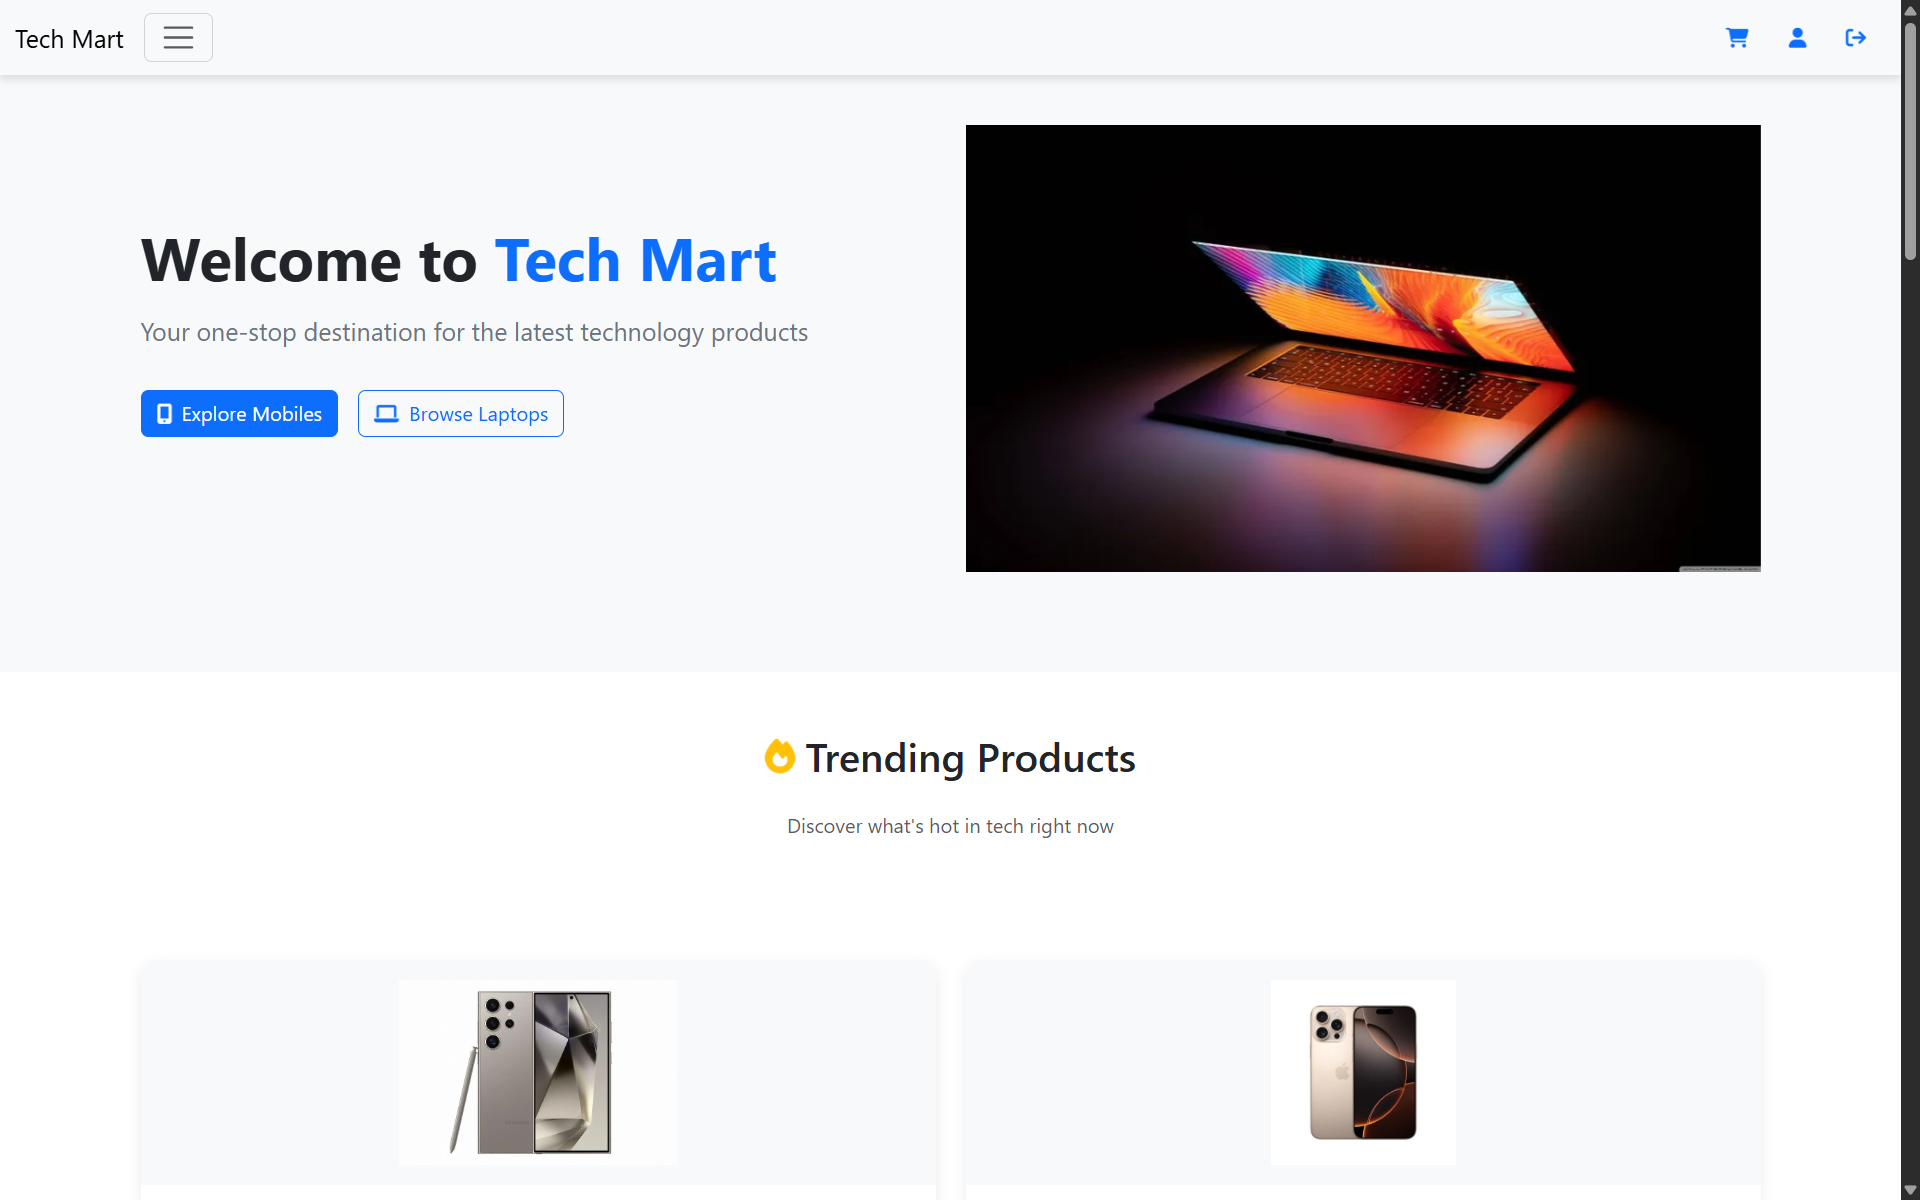 Tech Mart
Welcome to Tech Mart
Your one-stop destination for the latest technology products
Explore Mobiles
Browse Laptops
Trending Products
Discover what's hot in tech right now